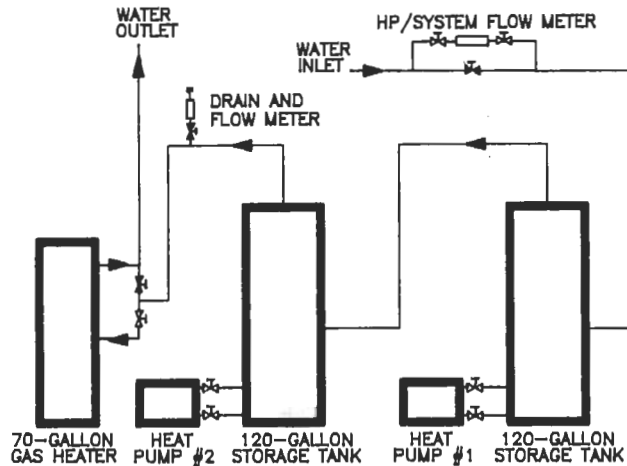 WATER
OUTLET
HP/SYSTEM FLOW METER
WATER
INLET
DRAIN AND
FLOW METER
70-GALLON
GAS HEATER
HEAT
PUMP #2
120-GALLON
STORAGE TANK
HEAT
PUMP #1
120-GALLON
STORAGE TANK